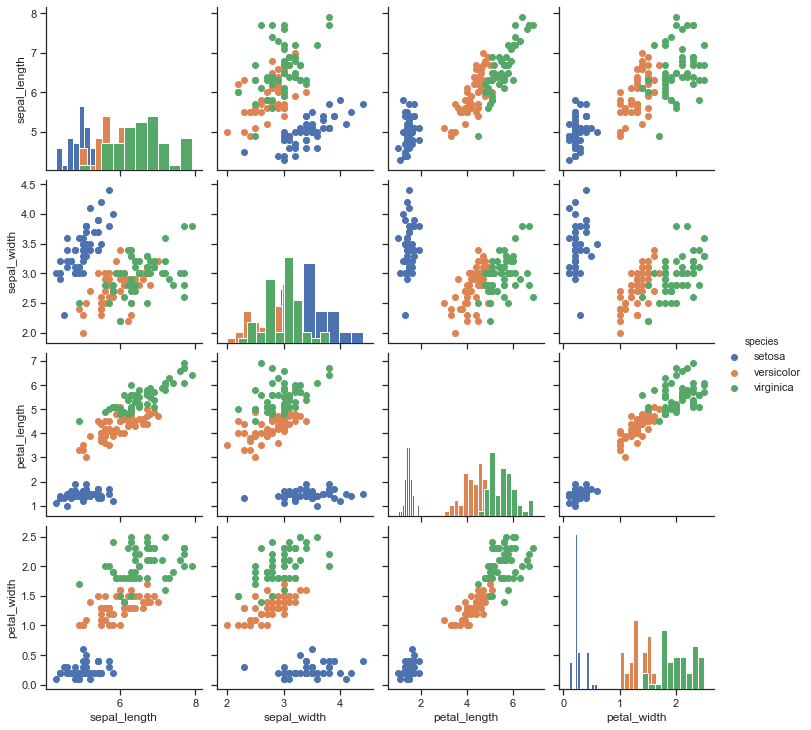 8
7
6
5
sepal_length
4.5
4.0
3.5
3.0
2.5
2.0
sepal_width
species
setosa
versicolor
virginica
7
6
5
4
3
2
1
petal_length
2.5
2.0
1.5
1.0
0.5
0.0
petal_width
6 8
sepal_length
2 3 4
sepal_width
2 4 6
petal_length
0 1 2
petal_width